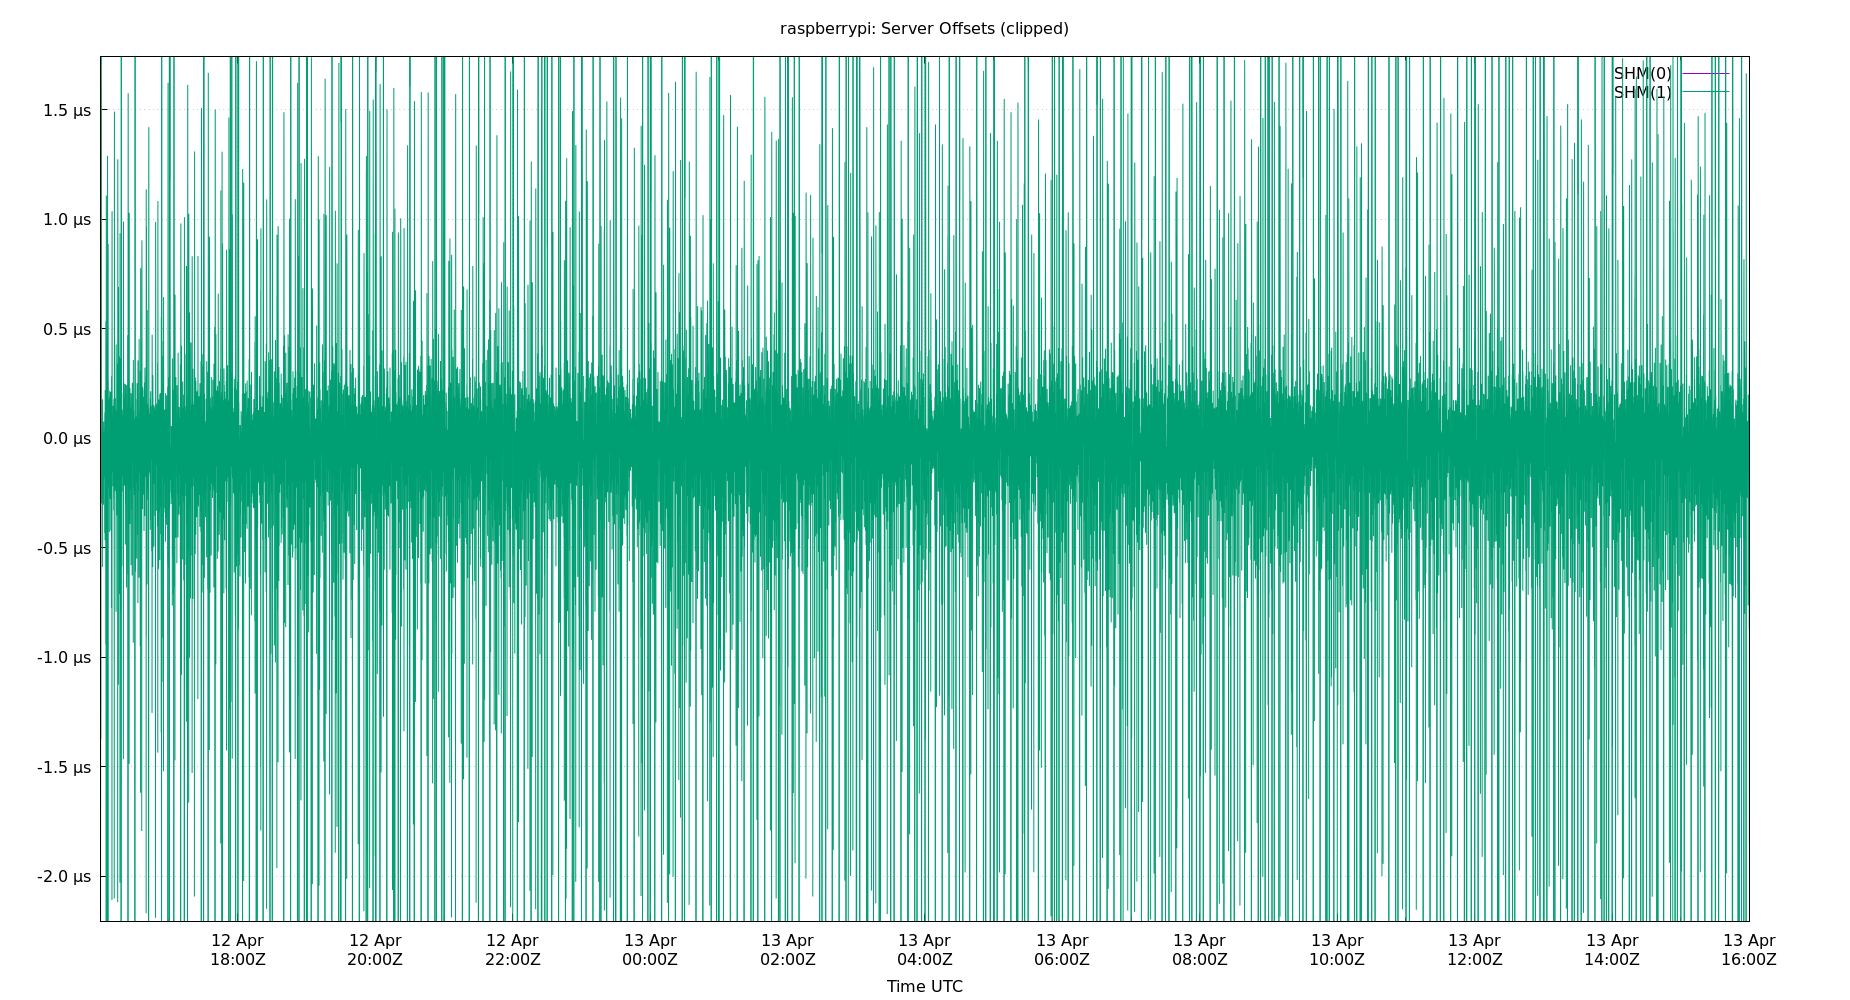 raspberrypi: Server Offsets (clipped)
SHM(0)
SHM(1)
1.5 µs
1.0 µs
0.5 µs
0.0 µs
-0.5 µs
-1.0 µs
-1.5 µs
-2.0 µs
12 Apr 12 Apr 12 Apr 13 Apr 13 Apr 13 Apr 13 Apr 13 Apr 13 Apr 13 Apr 13 Apr 13 Apr
18:00Z 20:00Z 22:00Z 00:00Z 02:00Z 04:00Z 06:00Z 08:00Z 10:00Z 12:00Z 14:00Z 16:00Z
Time UTC